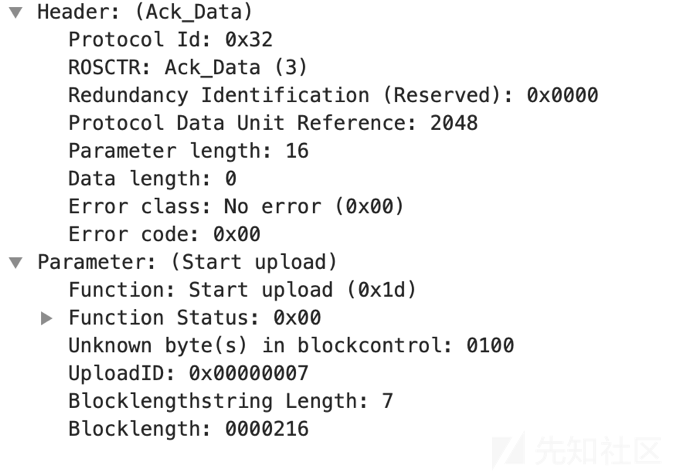 Header: (Ack_Data)
Protocol Id: 0x32
ROSCTR: Ack_Data (3)
Redundancy Identification (Reserved): 0x0000
Protocol Data Unit Reference: 2048
Parameter length: 16
Data length: 0
Error class: No error (0x00)
Error code: 0x00
Parameter: (Start upload)
Function: Start upload (0x1d)
Function Status: 0x00
Unknown byte(s) in blockcontrol: 0100
UploadID: 0x00000007
Blocklengthstring Length: 7
Blocklength: 0000216
先知社区